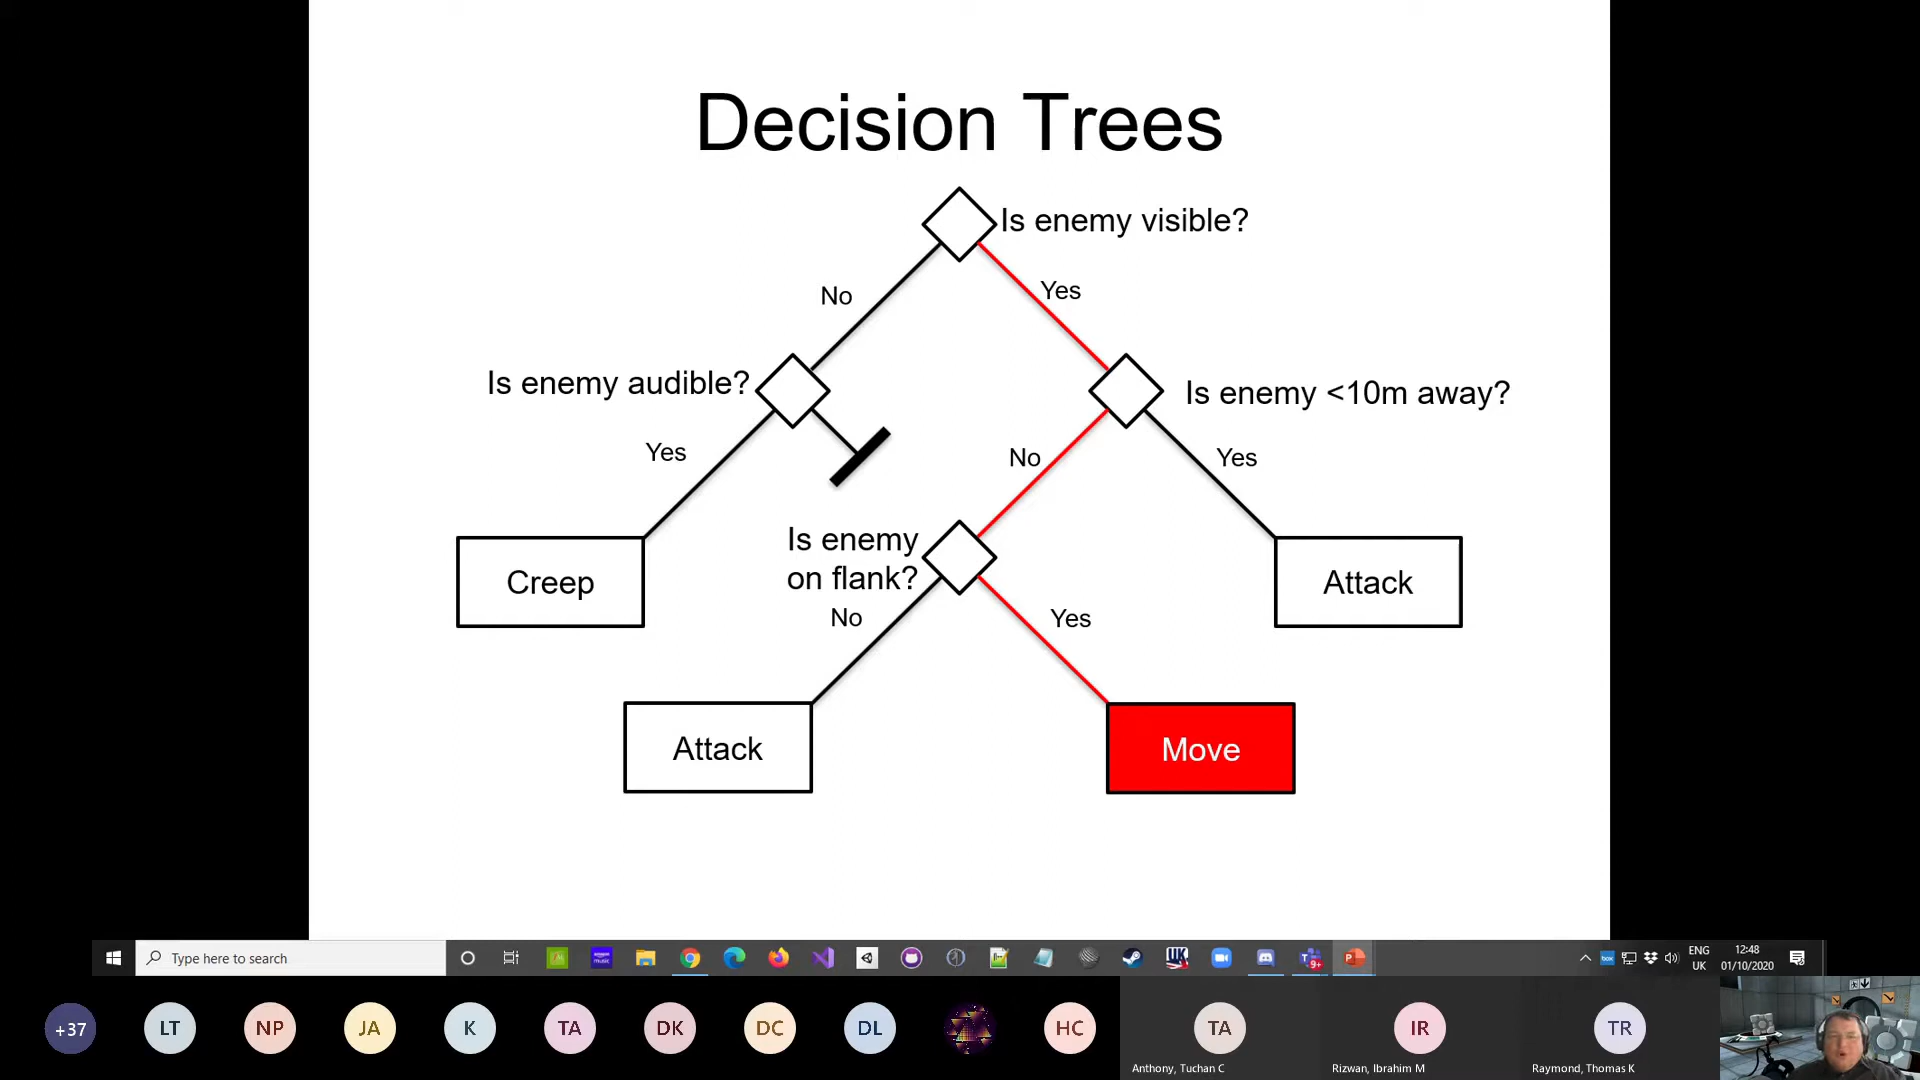 Decision Trees
Is enemy visible?
No
Yes
Is enemy audible?
Is enemy <10m away?
Yes
No
Yes
Is enemy
on flank?
Creep
Attack
No
Yes
Attack
Move
Type here to search
9+
ENG
UK
12:48
01/10/2020
+37
LT
NP
JA
K
TA
DK
DC
DL
HC
TA
IR
TR
Anthony, Tuchan C
Rizwan, Ibrahim M
Raymond, Thomas K